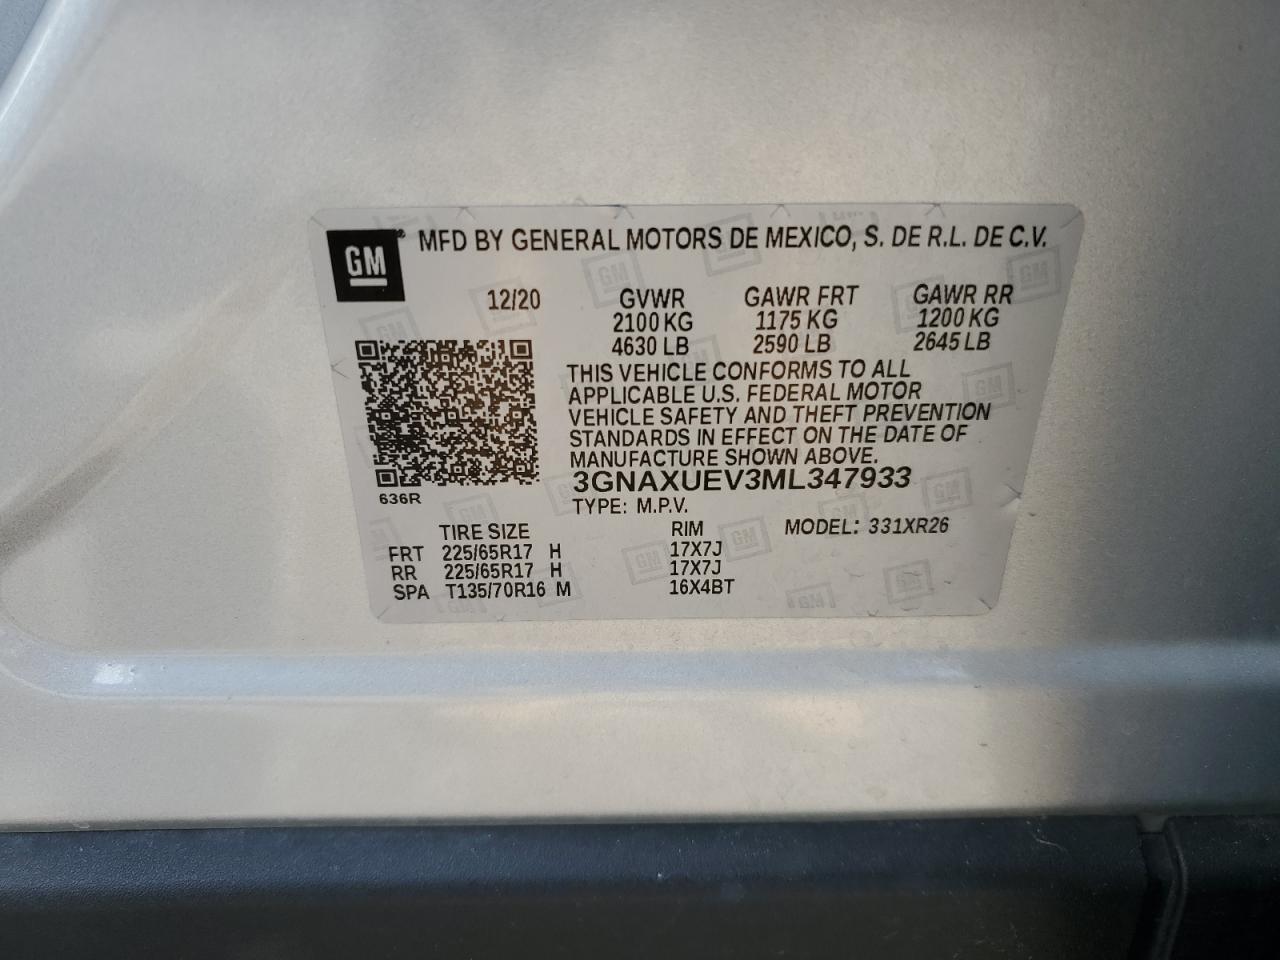 GM® MFD BY GENERAL MOTORS DE MEXICO, S. DE R.L. DE C.V.
12/20 GVWR GAWR FRT GAWR RR
2100 KG 1175 KG 1200 KG
4630 LB 2590 LB 2645 LB
THIS VEHICLE CONFORMS TO ALL
APPLICABLE U.S. FEDERAL MOTOR
VEHICLE SAFETY AND THEFT PREVENTION
STANDARDS IN EFFECT ON THE DATE OF
MANUFACTURE SHOWN ABOVE.
3GNAXUEV3ML347933
636R
TYPE: M.P.V.
TIRE SIZE RIM MODEL: 331XR26
FRT 225/65R17 H 17X7J
RR 225/65R17 H 17X7J
SPA T135/70R16 M 16X4BT